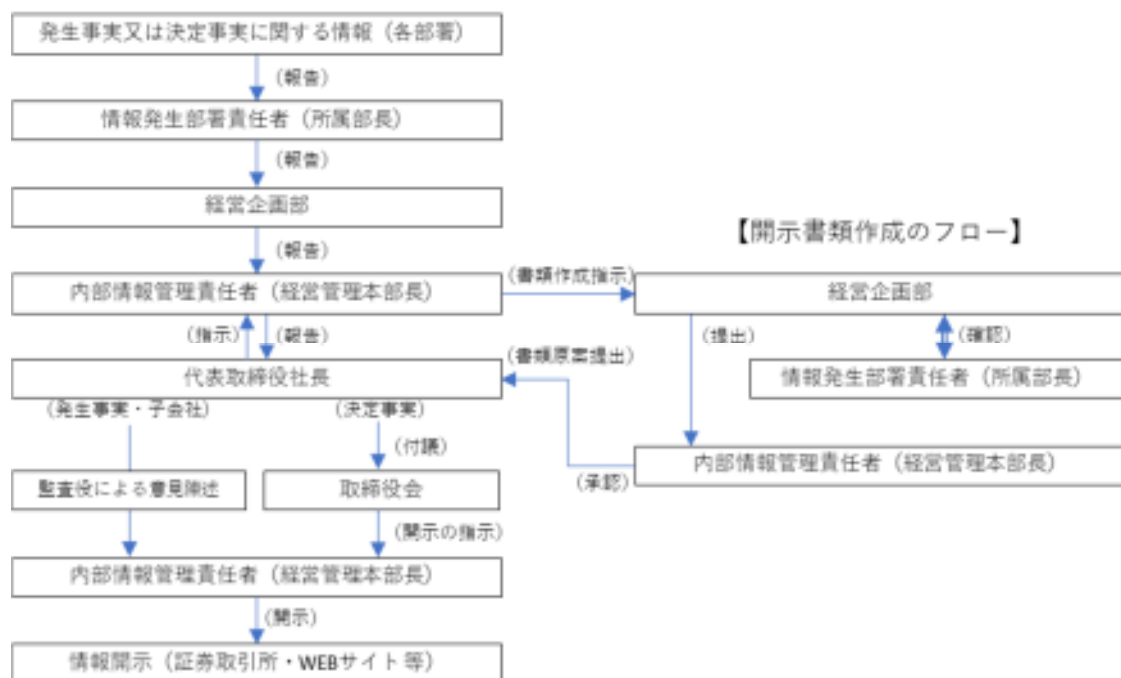 発生事実又は決定事実に関する情報（各部署）
（報告）
情報発生部署責任者（所属部長）
（報告）
経営企画部
（報告）
内部情報管理責任者（経営管理本部長）
（指示）
（報告）
代表取締役社長
（発生事実・子会社）
（決定事実）
（付議）
監査役による意見陳述
取締役会
（開示の指示）
内部情報管理責任者（経営管理本部長）
（開示）
情報開示（証券取引所・WEBサイト等）
【開示書類作成のフロー】
（書類作成指示）
経営企画部
（提出）
（確認）
情報発生部署責任者（所属部長）
内部情報管理責任者（経営管理本部長）
（承認）
（書類原案提出）